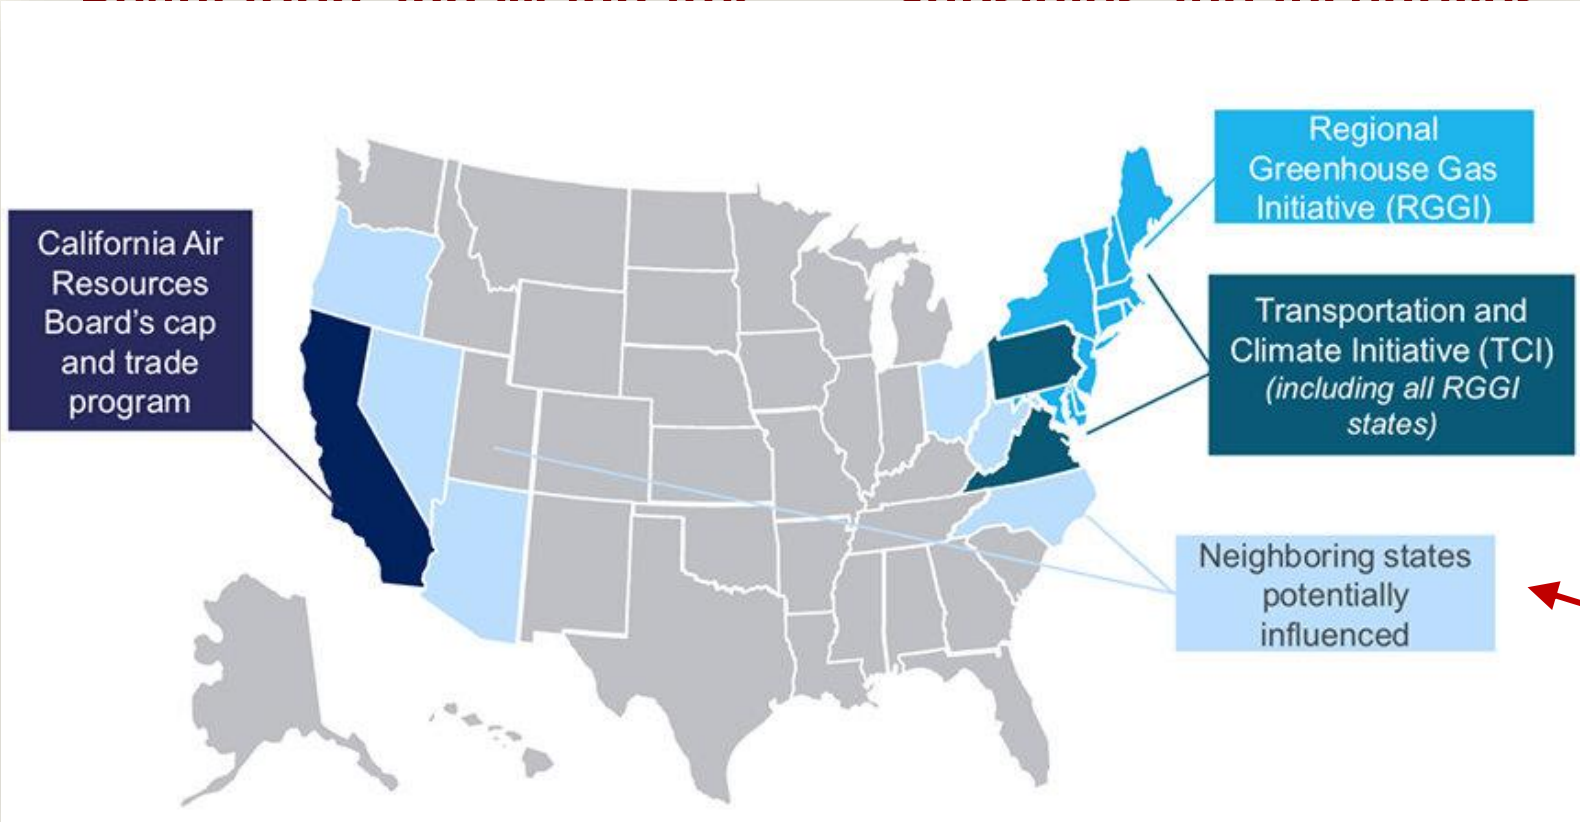 Regional
Greenhouse Gas
Initiative (RGGI)
California Air
Resources
Board's cap
and trade
program
Transportation and
Climate Initiative (TCI)
(including all RGGI
states)
Neighboring states
potentially
influenced